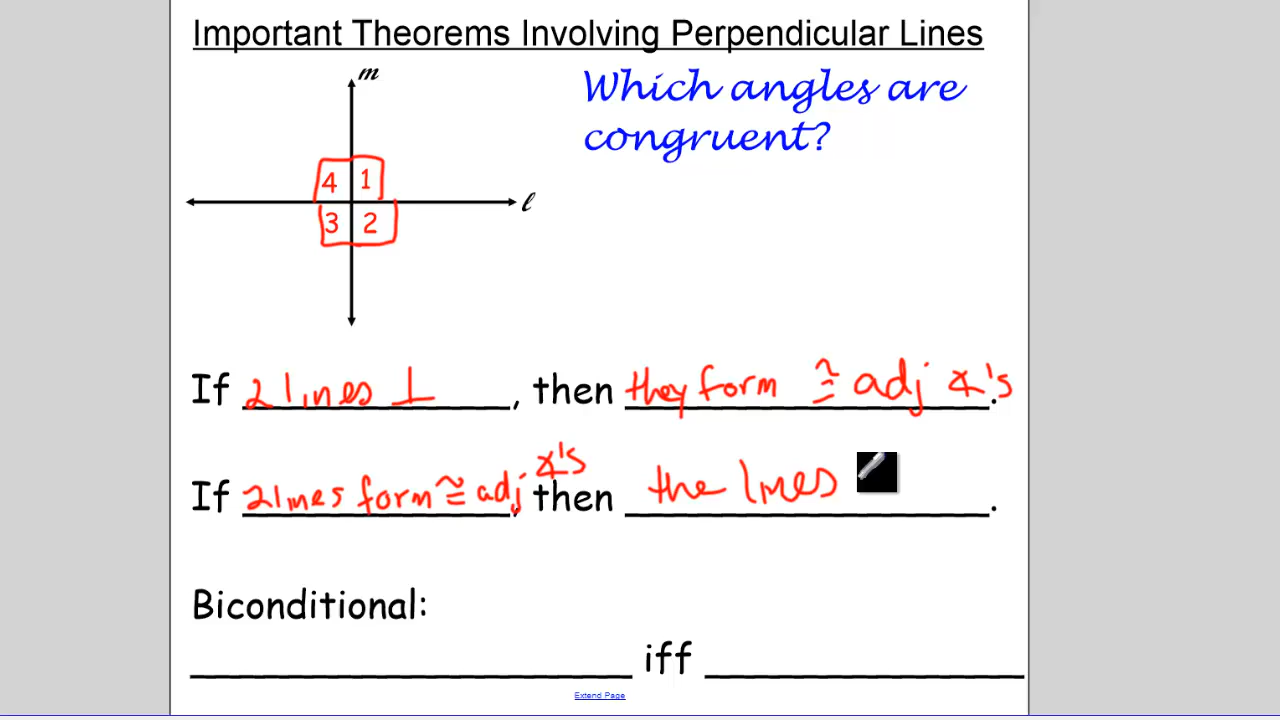 Important Theorems Involving Perpendicular Lines
m
Which angles are
congruent?
4 1
l
3 2
If 2 lines ⊥, then they form ≅ adj ∡'s.
If 2 lines form ≅ adj ∡'s, then the lines .
Biconditional:
iff
Extend Page